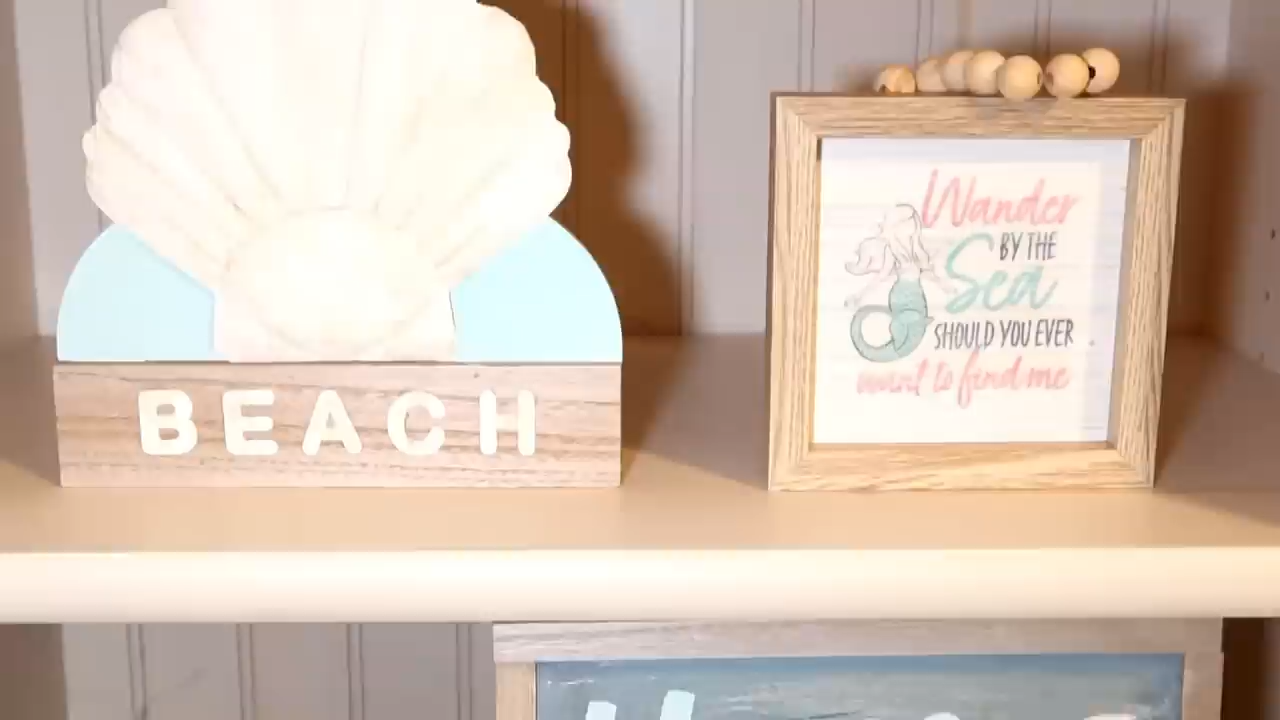 BEACH
Wander
BY THE
Sea
SHOULD YOU EVER
want to find me